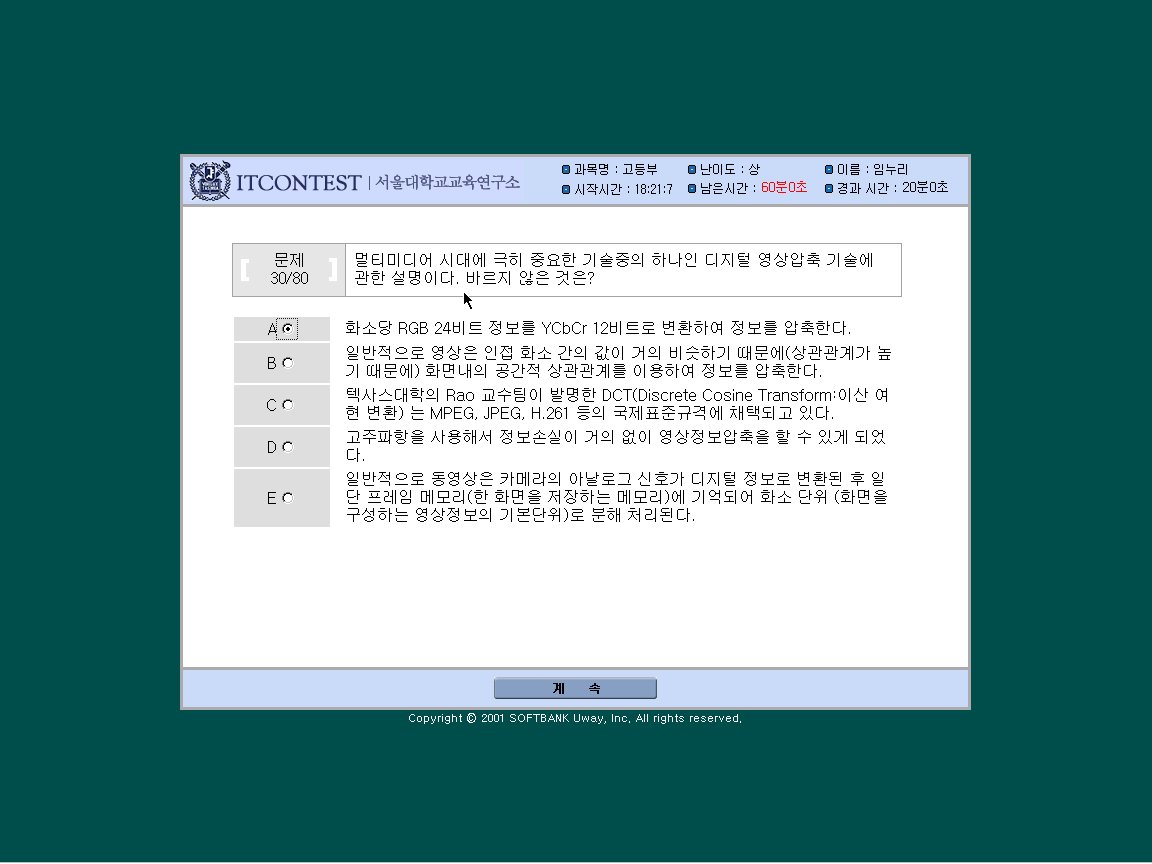 ITCONTEST | 서울대학교교육연구소
과목명 : 고등부 난이도 : 상 이름 : 임누리
시작시간 : 18:21:7 남은시간 : 60분0초 경과 시간 : 20분0초
[ 문제 ]
30/80
멀티미디어 시대에 극히 중요한 기술중의 하나인 디지털 영상압축 기술에
관한 설명이다. 바르지 않은 것은?
A 화소당 RGB 24비트 정보를 YCbCr 12비트로 변환하여 정보를 압축한다.
B 일반적으로 영상은 인접 화소 간의 값이 거의 비슷하기 때문에(상관관계가 높
기 때문에) 화면내의 공간적 상관관계를 이용하여 정보를 압축한다.
C 텍사스대학의 Rao 교수팀이 발명한 DCT(Discrete Cosine Transform:이산 여
현 변환) 는 MPEG, JPEG, H.261 등의 국제표준규격에 채택되고 있다.
D 고주파항을 사용해서 정보손실이 거의 없이 영상정보압축을 할 수 있게 되었
다.
E 일반적으로 동영상은 카메라의 아날로그 신호가 디지털 정보로 변환된 후 일
단 프레임 메모리(한 화면을 저장하는 메모리)에 기억되어 화소 단위 (화면을
구성하는 영상정보의 기본단위)로 분해 처리된다.
계 속
Copyright © 2001 SOFTBANK Uway, Inc, All rights reserved,